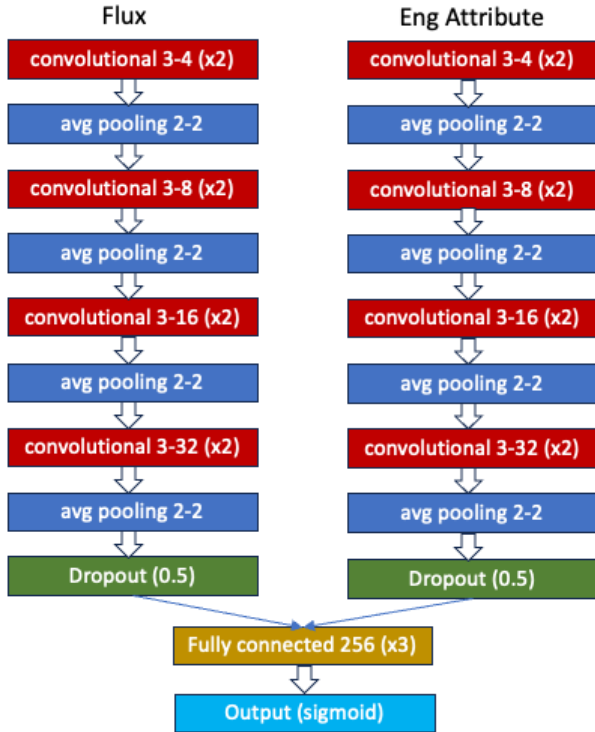 Flux
convolutional 3-4 (x2)
avg pooling 2-2
convolutional 3-8 (x2)
avg pooling 2-2
convolutional 3-16 (x2)
avg pooling 2-2
convolutional 3-32 (x2)
avg pooling 2-2
Dropout (0.5)
Eng Attribute
convolutional 3-4 (x2)
avg pooling 2-2
convolutional 3-8 (x2)
avg pooling 2-2
convolutional 3-16 (x2)
avg pooling 2-2
convolutional 3-32 (x2)
avg pooling 2-2
Dropout (0.5)
Fully connected 256 (x3)
Output (sigmoid)